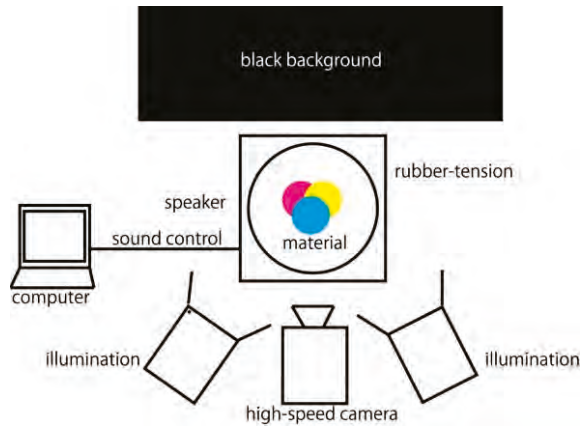 black background
rubber-tension
speaker
sound control
material
computer
illumination
illumination
high-speed camera